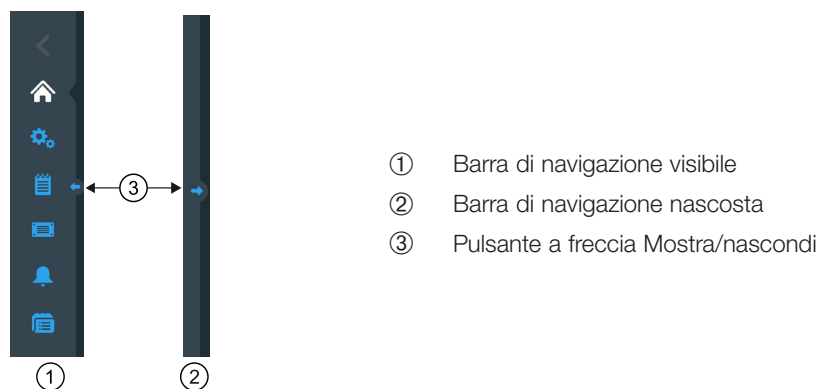 ③
① Barra di navigazione visibile
② Barra di navigazione nascosta
③ Pulsante a freccia Mostra/nascondi
① ②